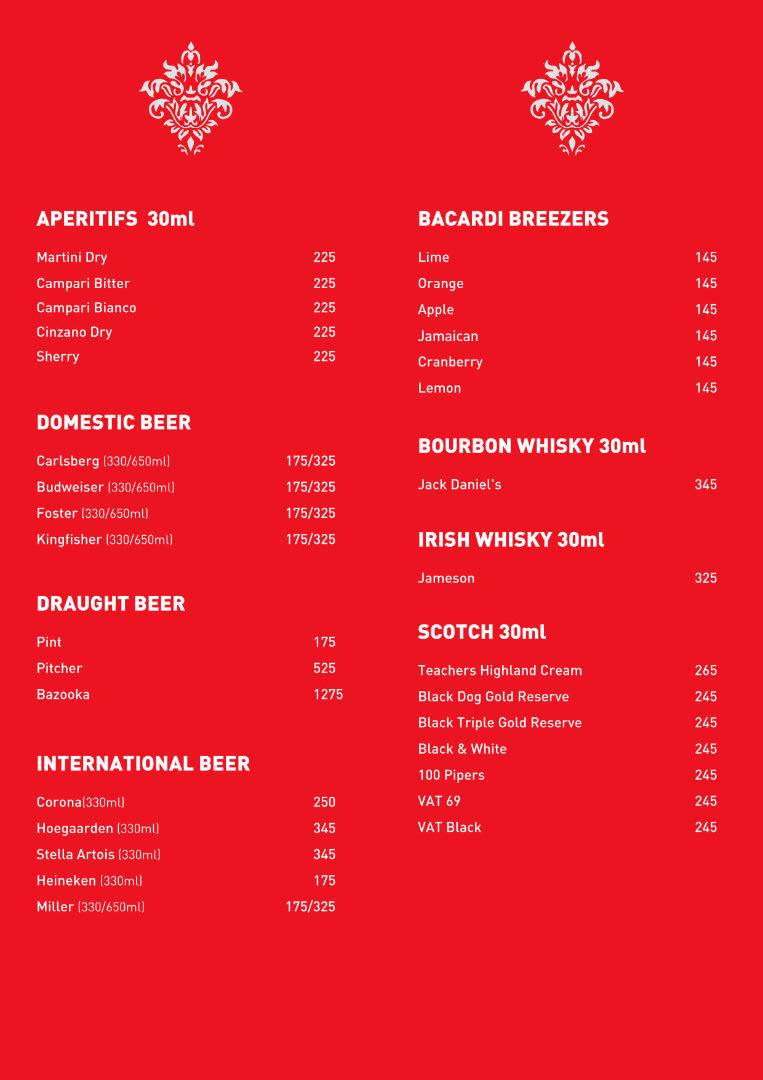 APERITIFS 30ml
Martini Dry 225
Campari Bitter 225
Campari Bianco 225
Cinzano Dry 225
Sherry 225
DOMESTIC BEER
Carlsberg (330/650ml) 175/325
Budweiser (330/650ml) 175/325
Foster (330/650ml) 175/325
Kingfisher (330/650ml) 175/325
DRAUGHT BEER
Pint 175
Pitcher 525
Bazooka 1275
INTERNATIONAL BEER
Corona(330ml) 250
Hoegaarden (330ml) 345
Stella Artois (330ml) 345
Heineken (330ml) 175
Miller (330/650ml) 175/325
BACARDI BREEZERS
Lime 145
Orange 145
Apple 145
Jamaican 145
Cranberry 145
Lemon 145
BOURBON WHISKY 30ml
Jack Daniel's 345
IRISH WHISKY 30ml
Jameson 325
SCOTCH 30ml
Teachers Highland Cream 265
Black Dog Gold Reserve 245
Black Triple Gold Reserve 245
Black & White 245
100 Pipers 245
VAT 69 245
VAT Black 245